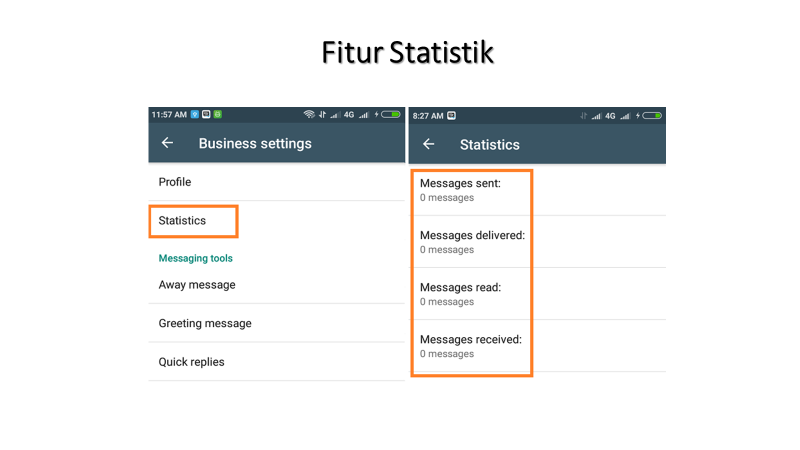 Fitur Statistik
11:57 AM
4G
Business settings
Profile
Statistics
Messaging tools
Away message
Greeting message
Quick replies
8:27 AM
4G
Statistics
Messages sent:
0 messages
Messages delivered:
0 messages
Messages read:
0 messages
Messages received:
0 messages